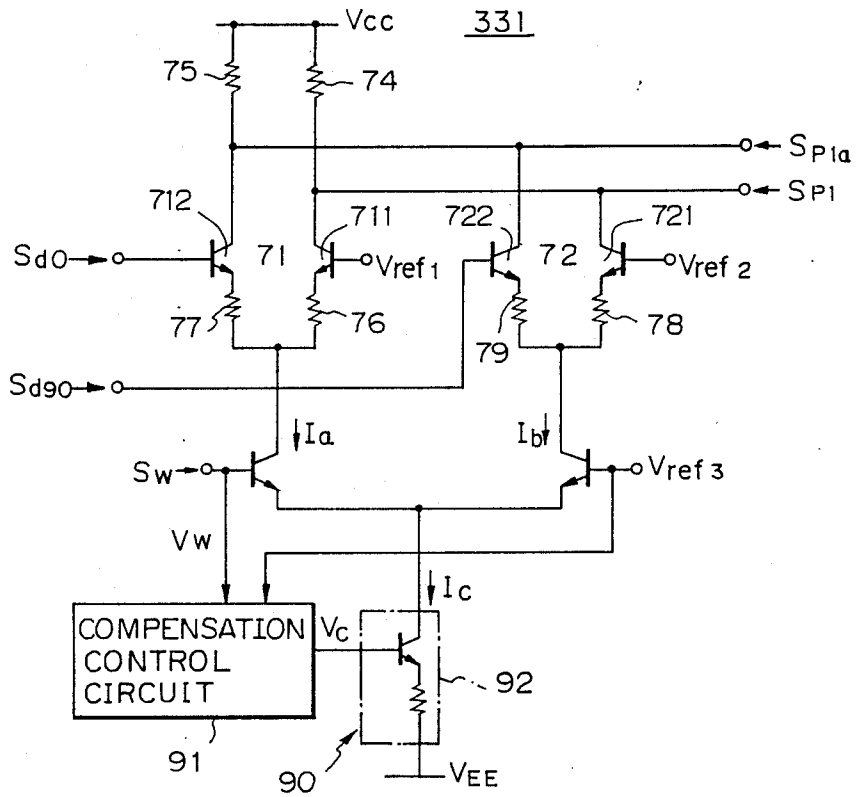 Vcc
331
75
74
SP1a
SP1
712
711
722
721
Sd0
71
Vref1
72
Vref2
77
76
79
78
Sd90
Ia
Ib
Sw
Vref3
Vw
Ic
COMPENSATION
CONTROL
CIRCUIT
Vc
92
91
90
VEE